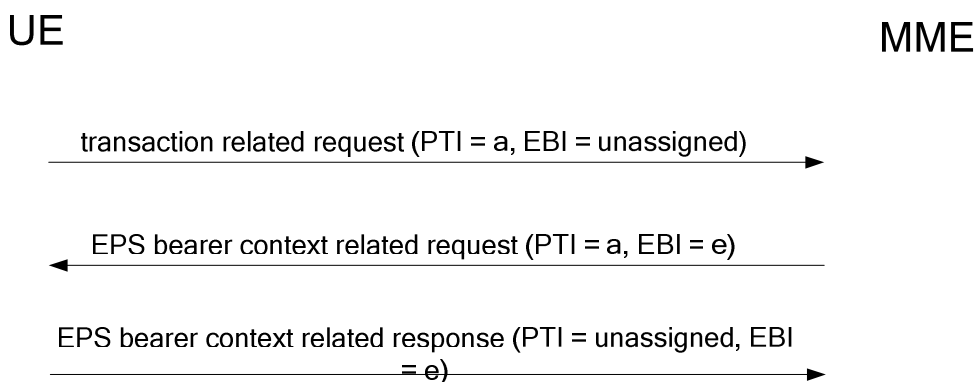 UE
MME
transaction related request (PTI = a, EBI = unassigned)
EPS bearer context related request (PTI = a, EBI = e)
EPS bearer context related response (PTI = unassigned, EBI
= e)